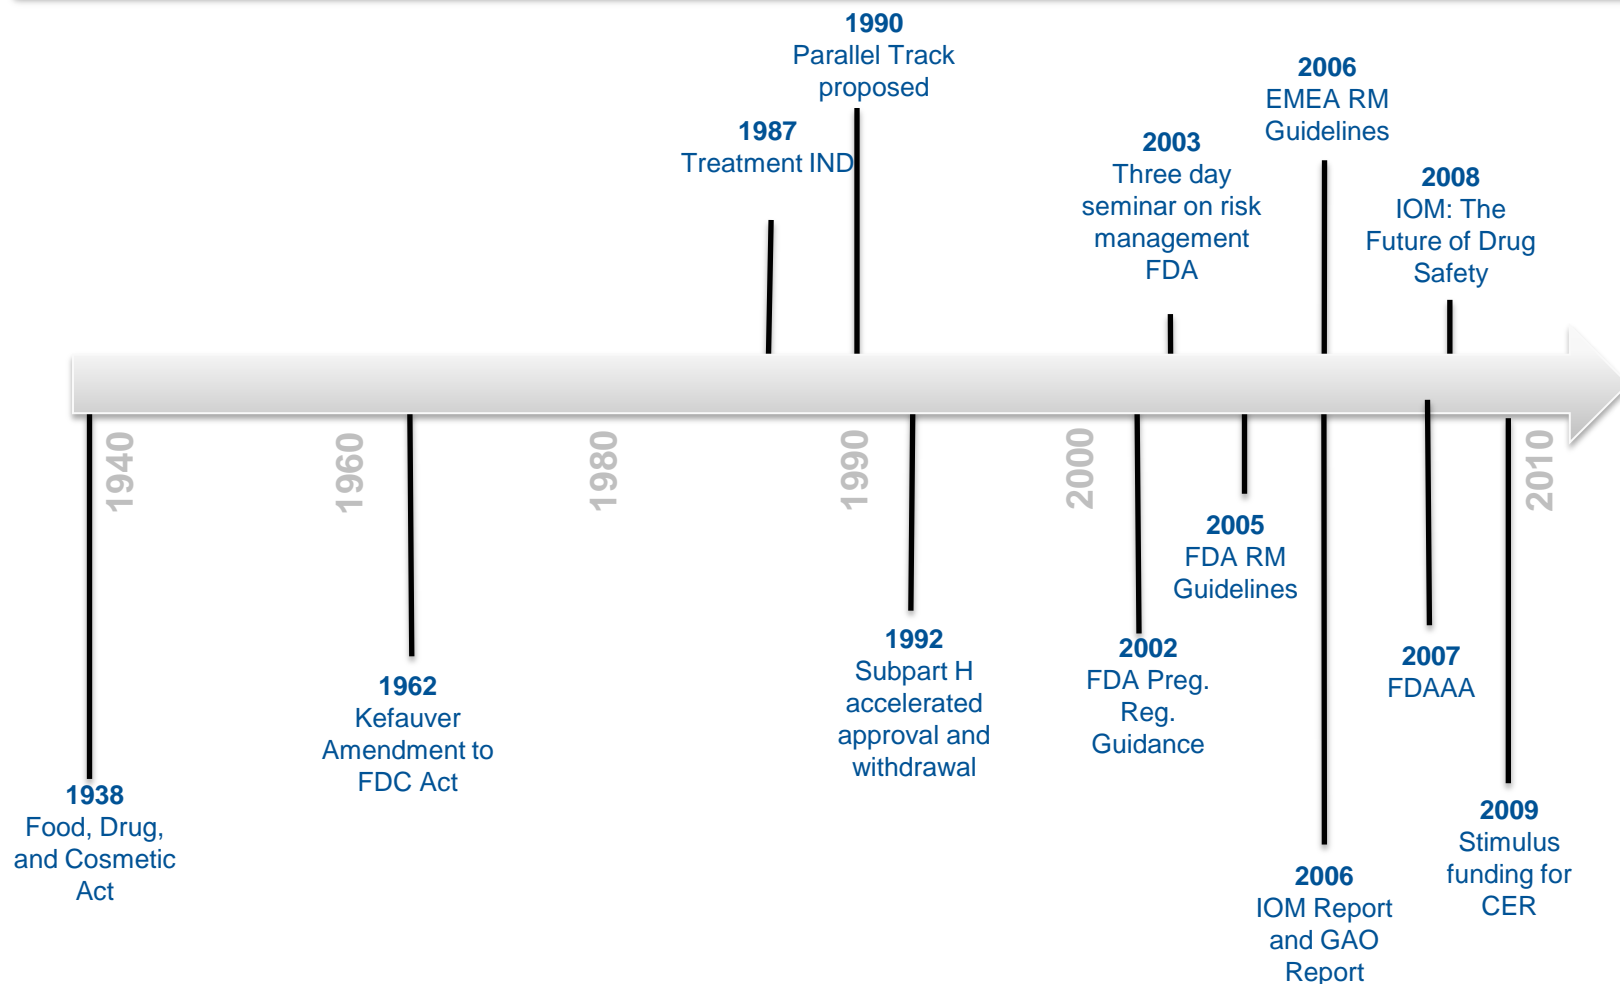 1990
Parallel Track
proposed
1987
Treatment IND
2003
Three day
seminar on risk
management
FDA
2006
EMEA RM
Guidelines
2008
IOM: The
Future of Drug
Safety
1940
1960
1980
1990
2000
2010
1938
Food, Drug,
and Cosmetic
Act
1962
Kefauver
Amendment to
FDC Act
1992
Subpart H
accelerated
approval and
withdrawal
2002
FDA Preg.
Reg.
Guidance
2005
FDA RM
Guidelines
2006
IOM Report
and GAO
Report
2007
FDAAA
2009
Stimulus
funding for
CER